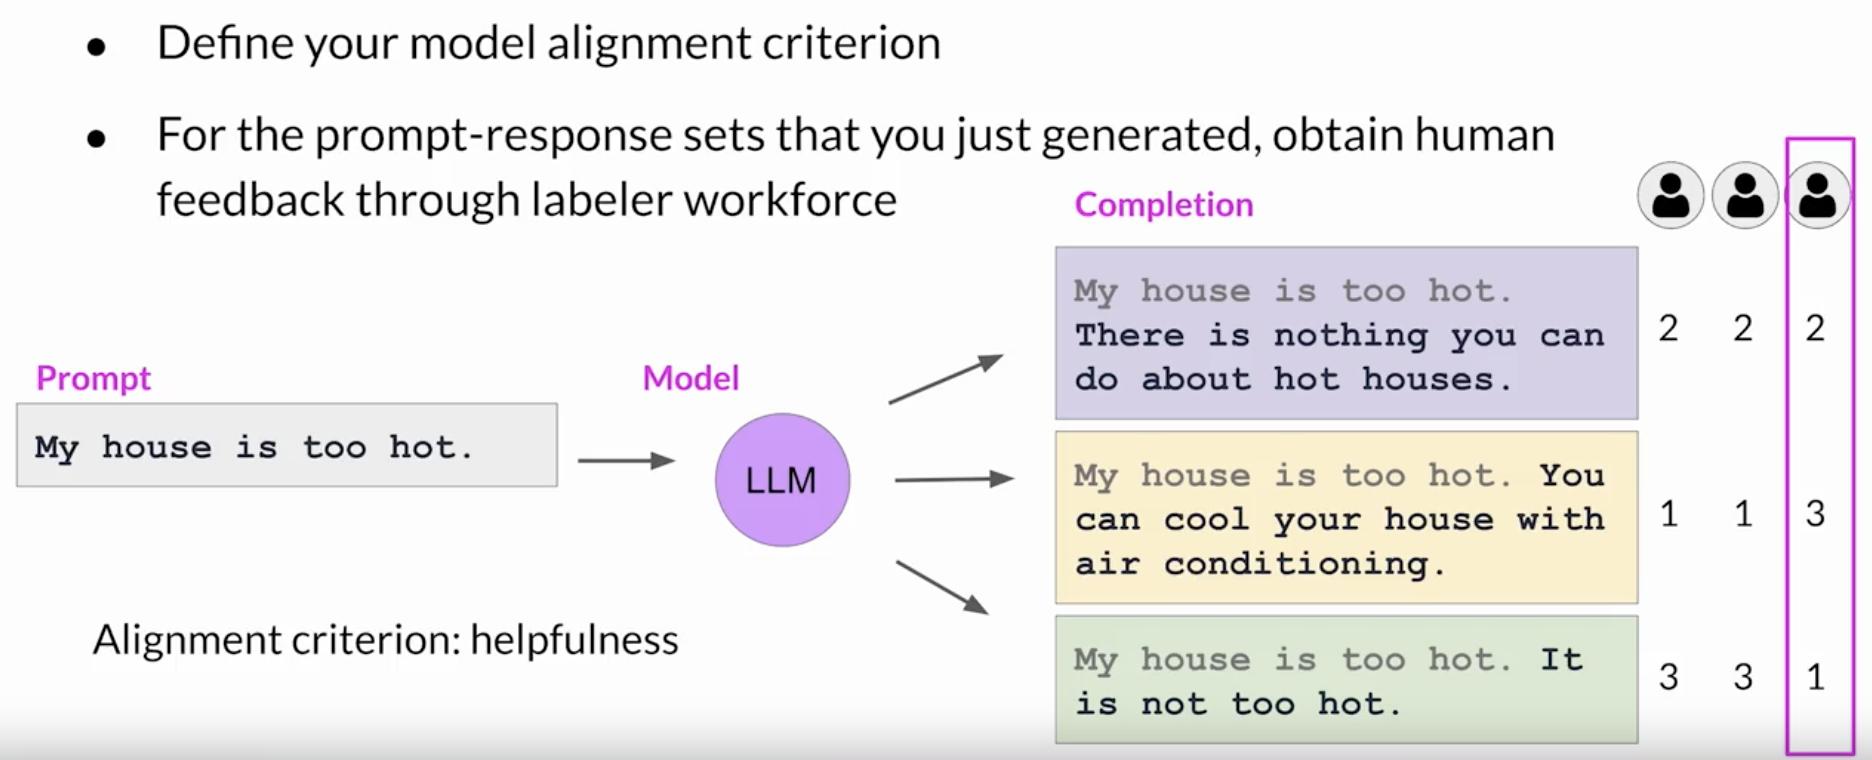 ● Define your model alignment criterion
● For the prompt-response sets that you just generated, obtain human
feedback through labeler workforce
Prompt
My house is too hot.
Model
LLM
Alignment criterion: helpfulness
Completion
My house is too hot.
There is nothing you can
do about hot houses.
2 2 2
My house is too hot. You
can cool your house with
air conditioning.
1 1 3
My house is too hot. It
is not too hot.
3 3 1